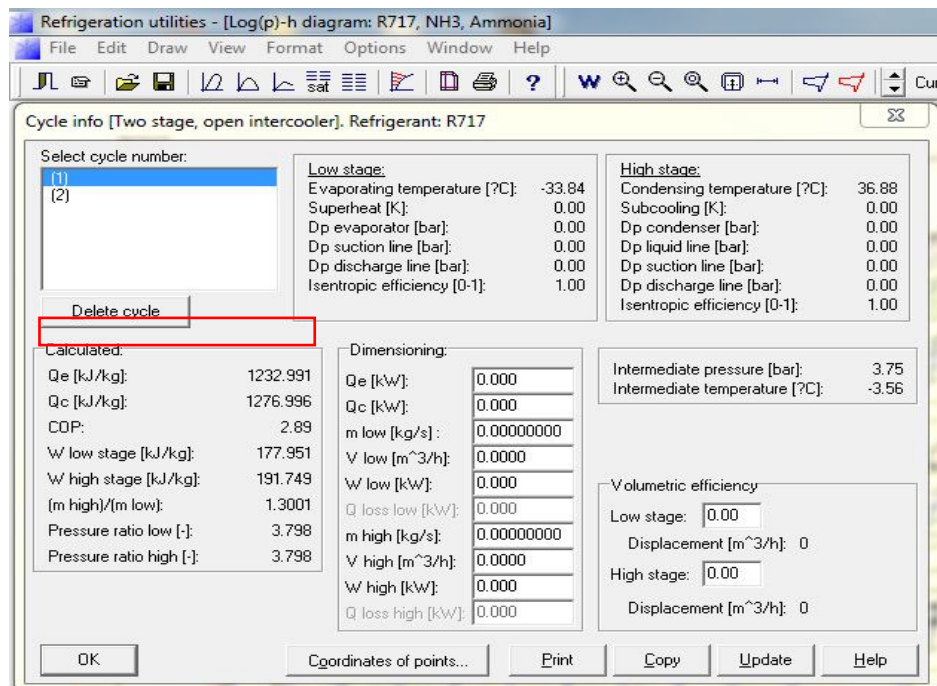 Refrigeration utilities - [Log(p)-h diagram: R717, NH3, Ammonia]
File Edit Draw View Format Options Window Help
sat ? W Cu
Cycle info [Two stage, open intercooler]. Refrigerant: R717
Select cycle number:
(1)
(2)
Delete cycle
Low stage:
Evaporating temperature [?C]: -33.84
Superheat [K]: 0.00
Dp evaporator [bar]: 0.00
Dp suction line [bar]: 0.00
Dp discharge line [bar]: 0.00
Isentropic efficiency [0-1]: 1.00
High stage:
Condensing temperature [?C]: 36.88
Subcooling [K]: 0.00
Dp condenser [bar]: 0.00
Dp liquid line [bar]: 0.00
Dp suction line [bar]: 0.00
Dp discharge line [bar]: 0.00
Isentropic efficiency [0-1]: 1.00
Calculated:
Qe [kJ/kg]: 1232.991
Qc [kJ/kg]: 1276.996
COP: 2.89
W low stage [kJ/kg]: 177.951
W high stage [kJ/kg]: 191.749
(m high)/(m low): 1.3001
Pressure ratio low [-]: 3.798
Pressure ratio high [-]: 3.798
Dimensioning:
Qe [kW]: 0.000
Qc [kW]: 0.000
m low [kg/s] : 0.00000000
V low [m^3/h]: 0.0000
W low [kW]: 0.000
Q loss low [kW]: 0.000
m high [kg/s]: 0.00000000
V high [m^3/h]: 0.0000
W high [kW]: 0.000
Q loss high [kW]: 0.000
Intermediate pressure [bar]: 3.75
Intermediate temperature [?C]: -3.56
Volumetric efficiency
Low stage: 0.00
Displacement [m^3/h]: 0
High stage: 0.00
Displacement [m^3/h]: 0
OK Coordinates of points... Print Copy Update Help